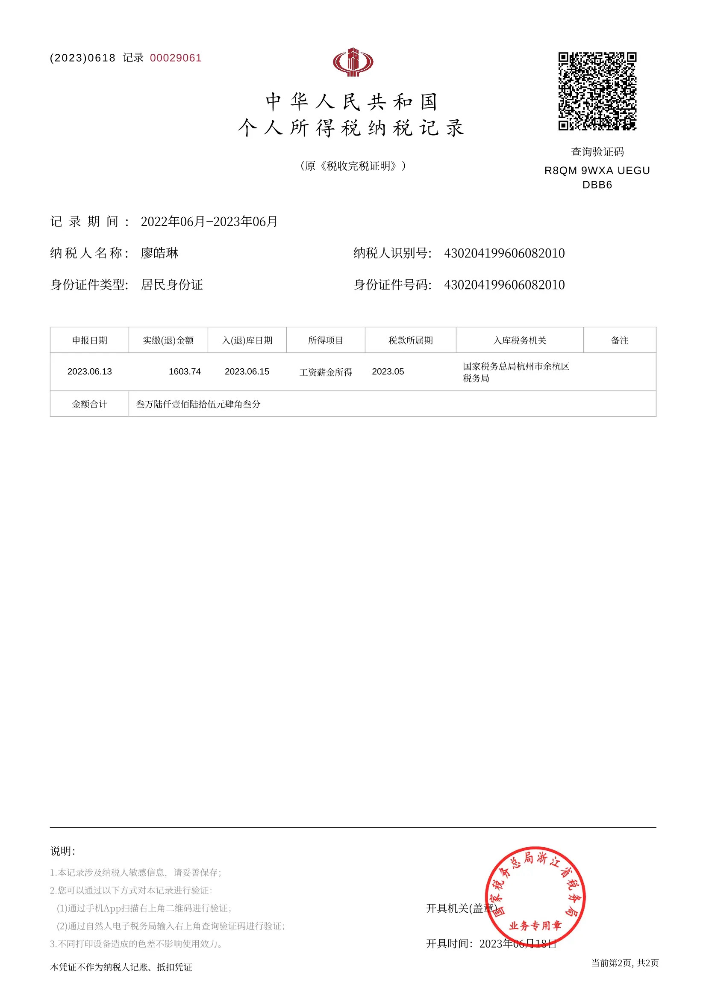 (2023)0618 记录 00029061
中华人民共和国
个人所得税纳税记录
（原《税收完税证明》）
查询验证码
R8QM 9WXA UEGU
DBB6
记录期间： 2022年06月−2023年06月
纳税人名称： 廖皓琳 纳税人识别号： 430204199606082010
身份证件类型： 居民身份证 身份证件号码： 430204199606082010
申报日期 实缴(退)金额 入(退)库日期 所得项目 税款所属期 入库税务机关 备注
2023.06.13 1603.74 2023.06.15 工资薪金所得 2023.05 国家税务总局杭州市余杭区
税务局
金额合计 叁万陆仟壹佰陆拾伍元肆角叁分
说明：
1.本记录涉及纳税人敏感信息，请妥善保存；
2.您可以通过以下方式对本记录进行验证：
(1)通过手机App扫描右上角二维码进行验证；
(2)通过自然人电子税务局输入右上角查询验证码进行验证；
3.不同打印设备造成的色差不影响使用效力。
本凭证不作为纳税人记账、抵扣凭证
国家税务总局浙江省税务局
开具机关(盖章)
业务专用章
开具时间：2023年06月18日
当前第2页, 共2页